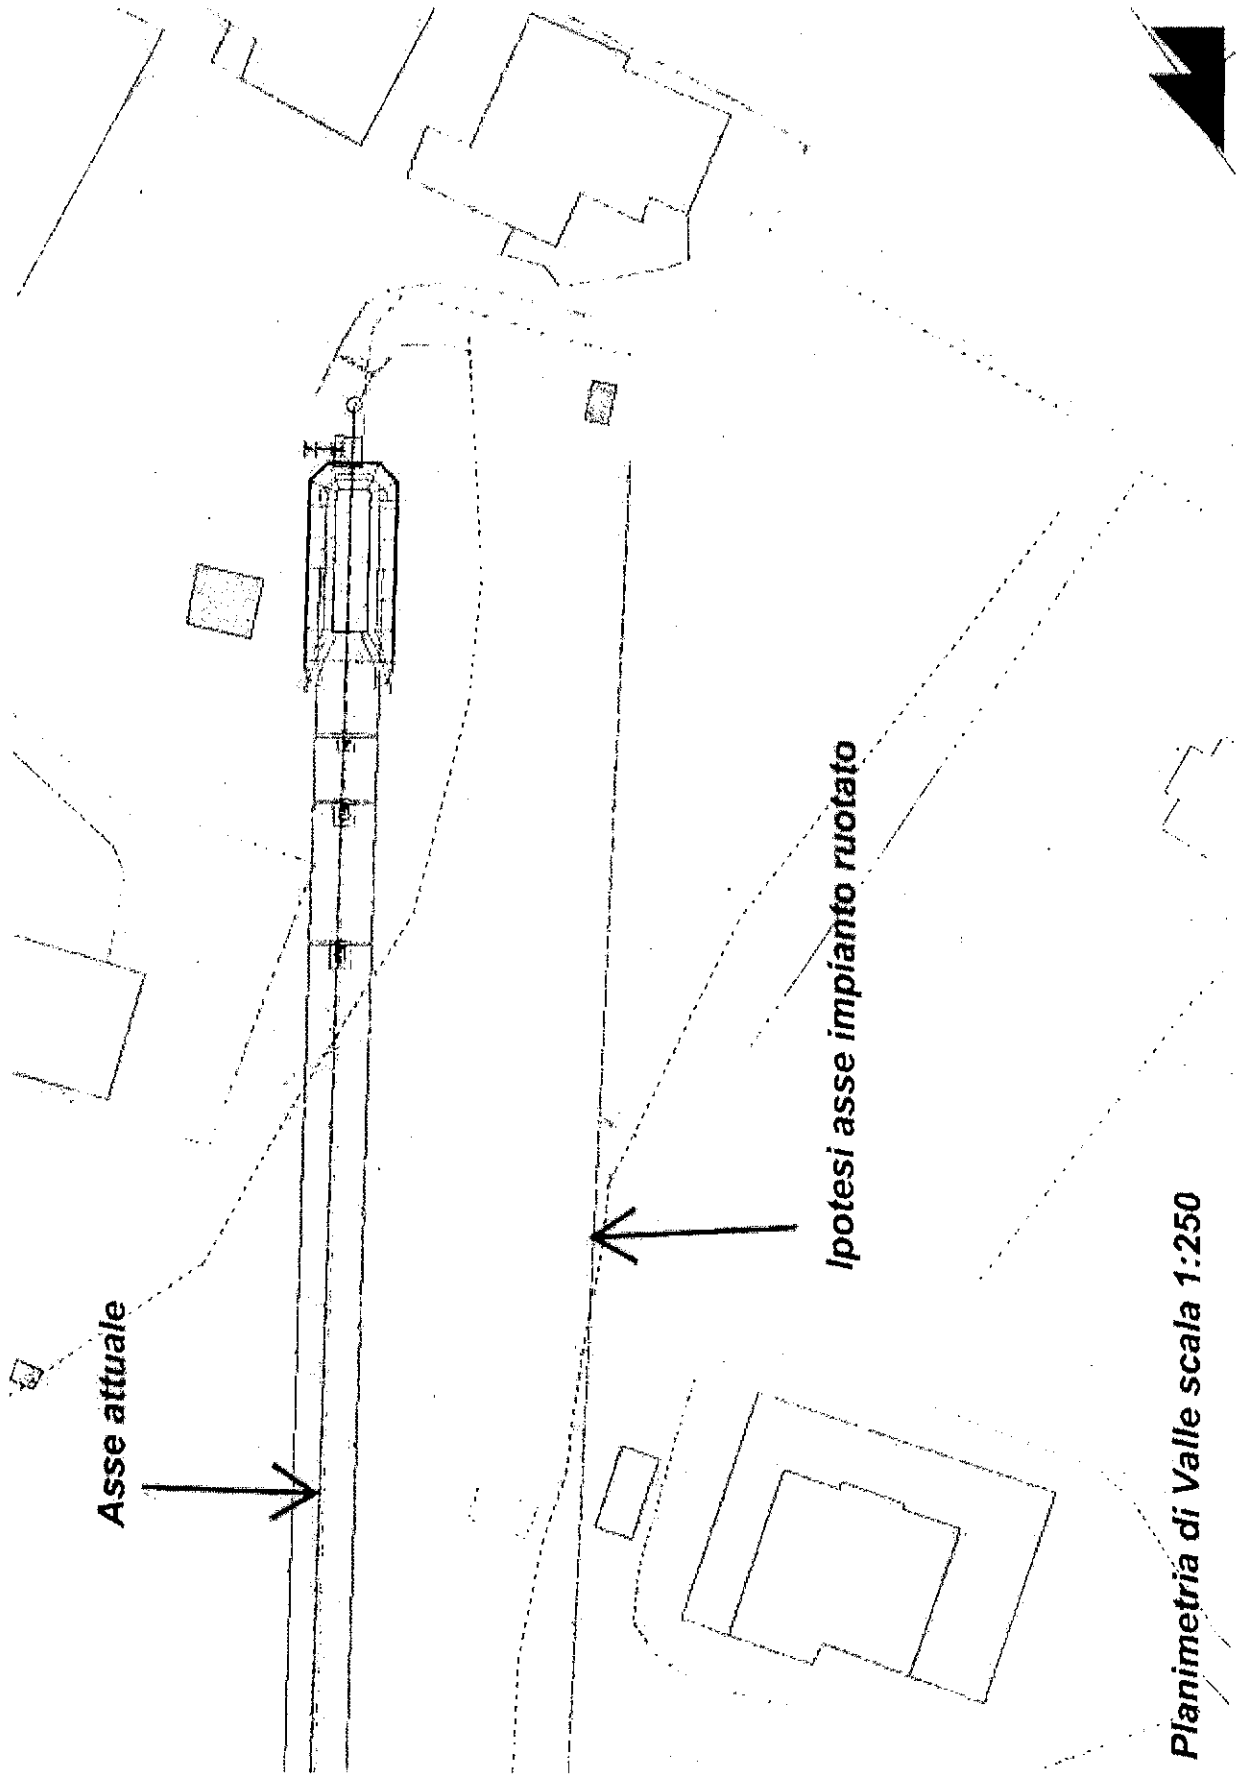 Asse attuale
Ipotesi asse impianto ruotato
Planimetria di Valle scala 1:250